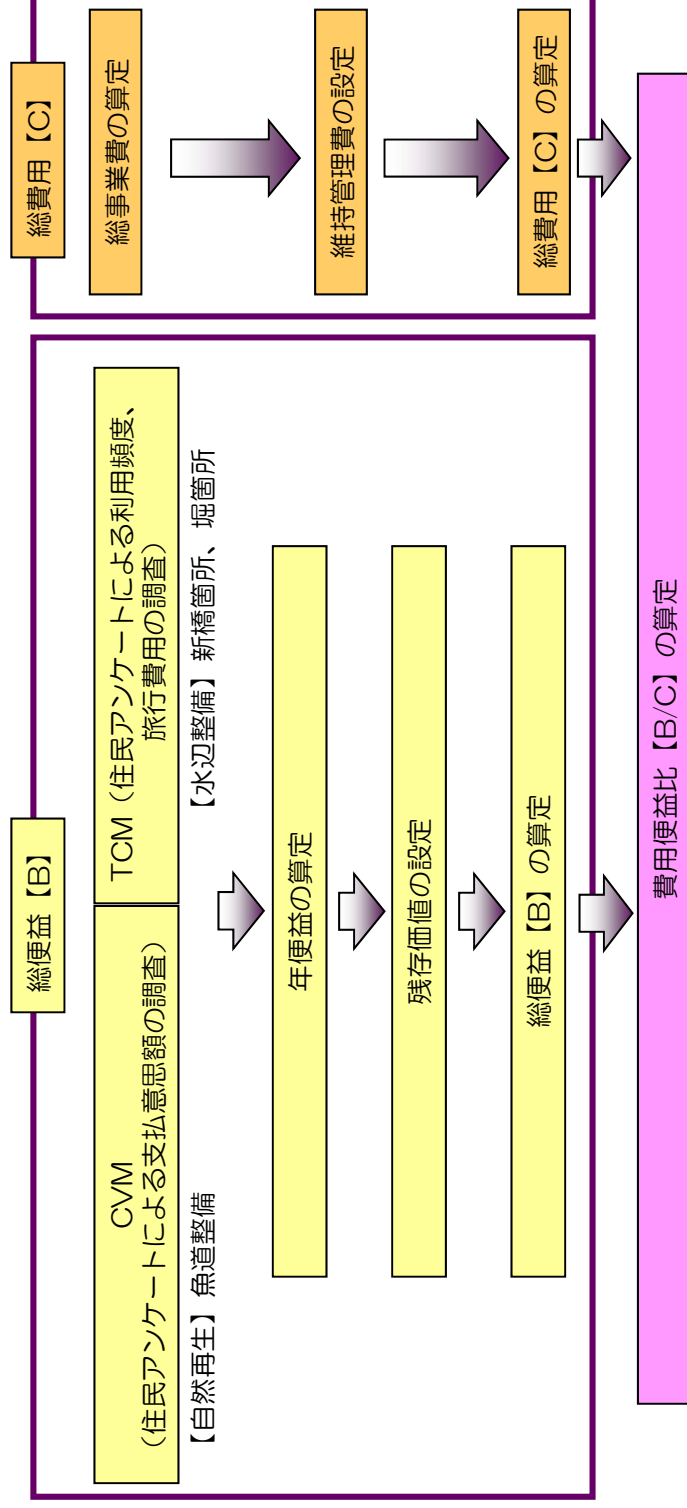 総便益【B】
CVM
（住民アンケートによる支払意思額の調査）
TCM（住民アンケートによる利用頻度、
旅行費用の調査）
【自然再生】魚道整備
【水辺整備】新橋箇所、堀箇所
年便益の算定
残存価値の設定
総便益【B】の算定
総費用【C】
総事業費の算定
維持管理費の設定
総費用【C】の算定
費用便益比【B/C】の算定